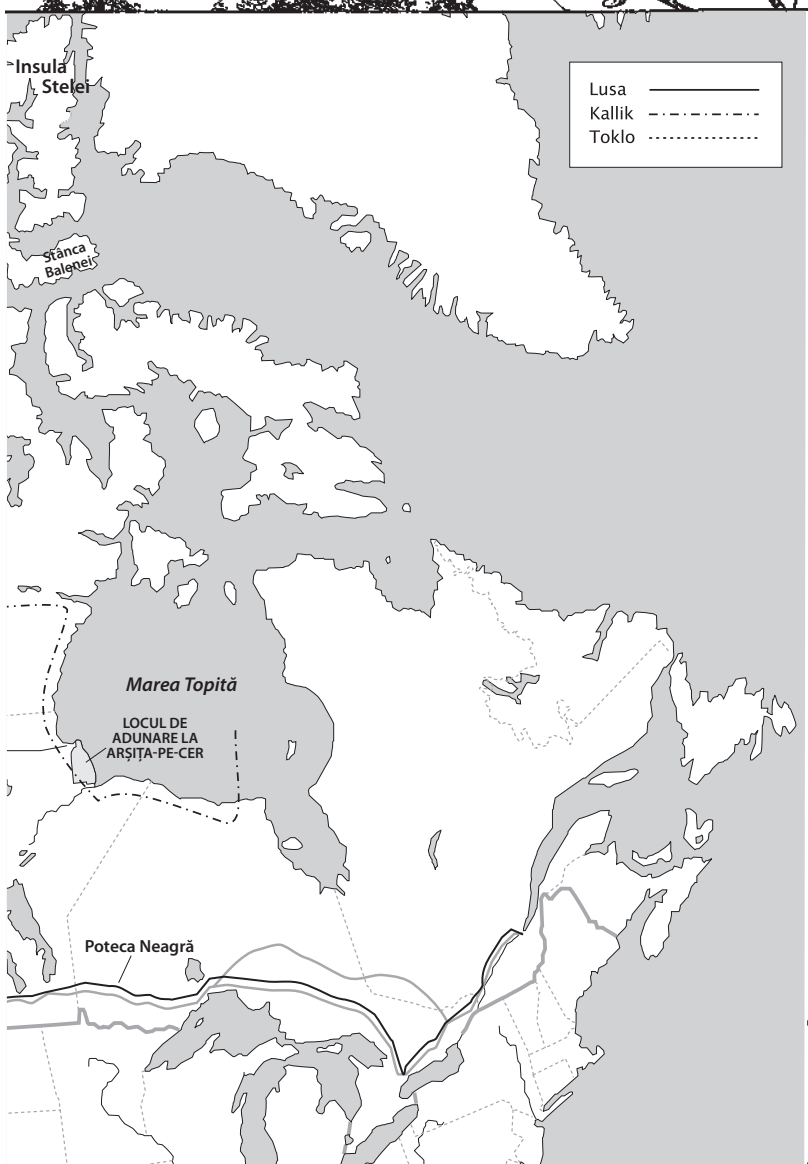 Insula
Stelei
Lusa
Kallik
Toklo
Stânca
Balenei
Marea Topită
LOCUL DE
ADUNARE LA
ARȘIȚA-PE-CER
Poteca Neagră